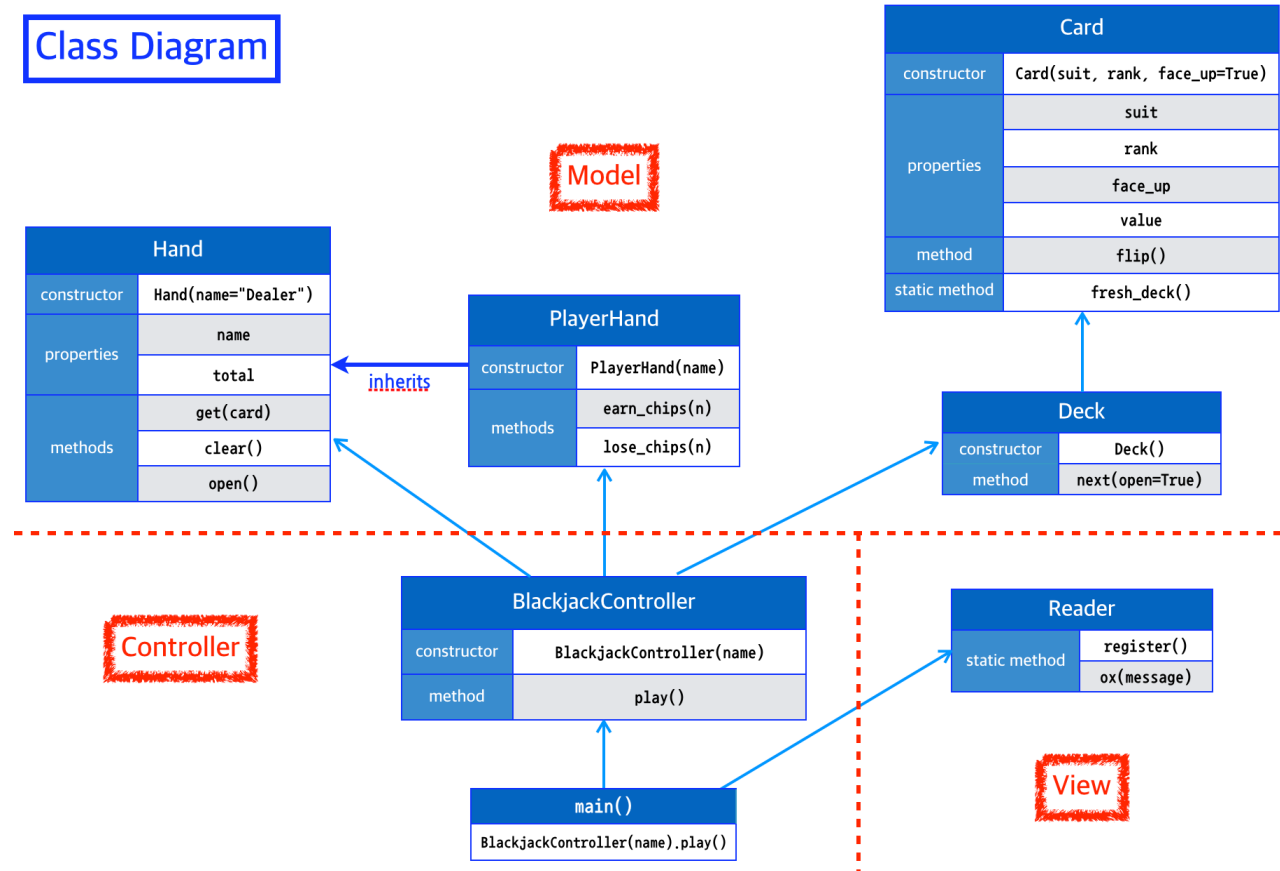 Class Diagram
Card
constructor
Card(suit, rank, face_up=True)
properties
suit
rank
face_up
value
method
flip()
static method
fresh_deck()
Model
Hand
constructor
Hand(name="Dealer")
properties
name
total
methods
get(card)
clear()
open()
inherits
PlayerHand
constructor
PlayerHand(name)
methods
earn_chips(n)
lose_chips(n)
Deck
constructor
Deck()
method
next(open=True)
Controller
BlackjackController
constructor
BlackjackController(name)
method
play()
main()
BlackjackController(name).play()
Reader
static method
register()
ox(message)
View